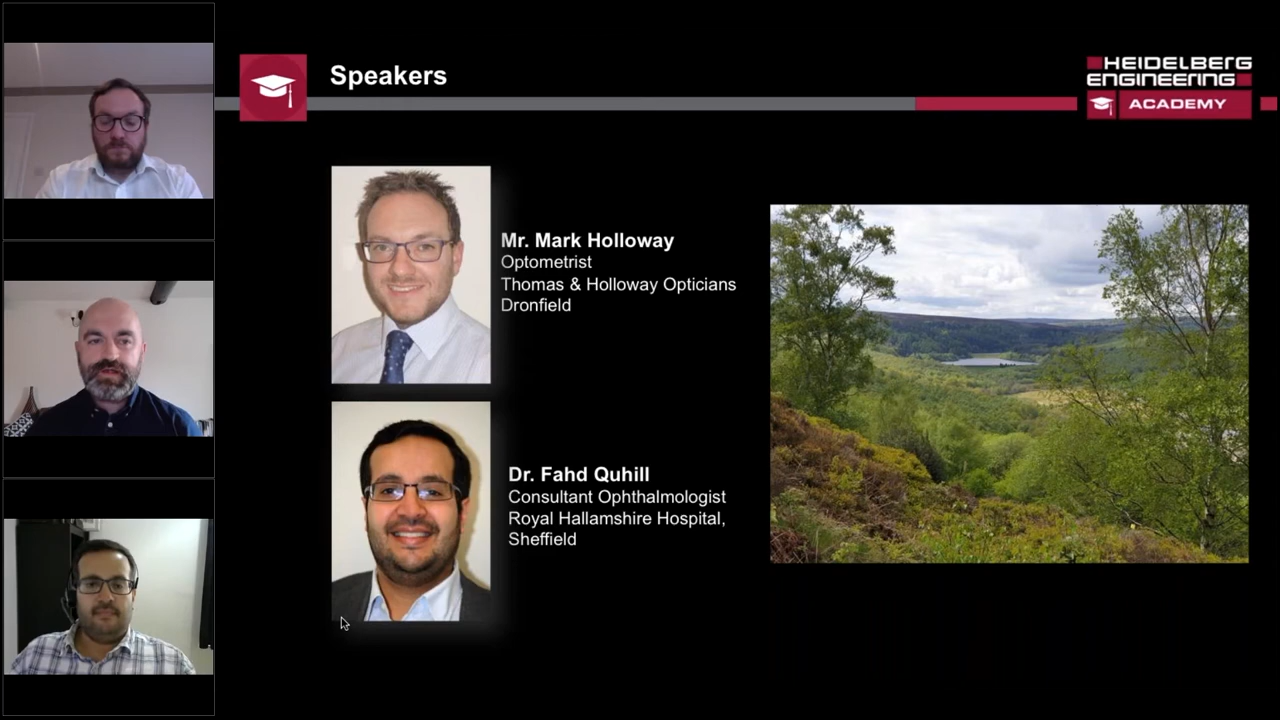 Speakers
HEIDELBERG
ENGINEERING
ACADEMY
Mr. Mark Holloway
Optometrist
Thomas & Holloway Opticians
Dronfield
Dr. Fahd Quhill
Consultant Ophthalmologist
Royal Hallamshire Hospital,
Sheffield